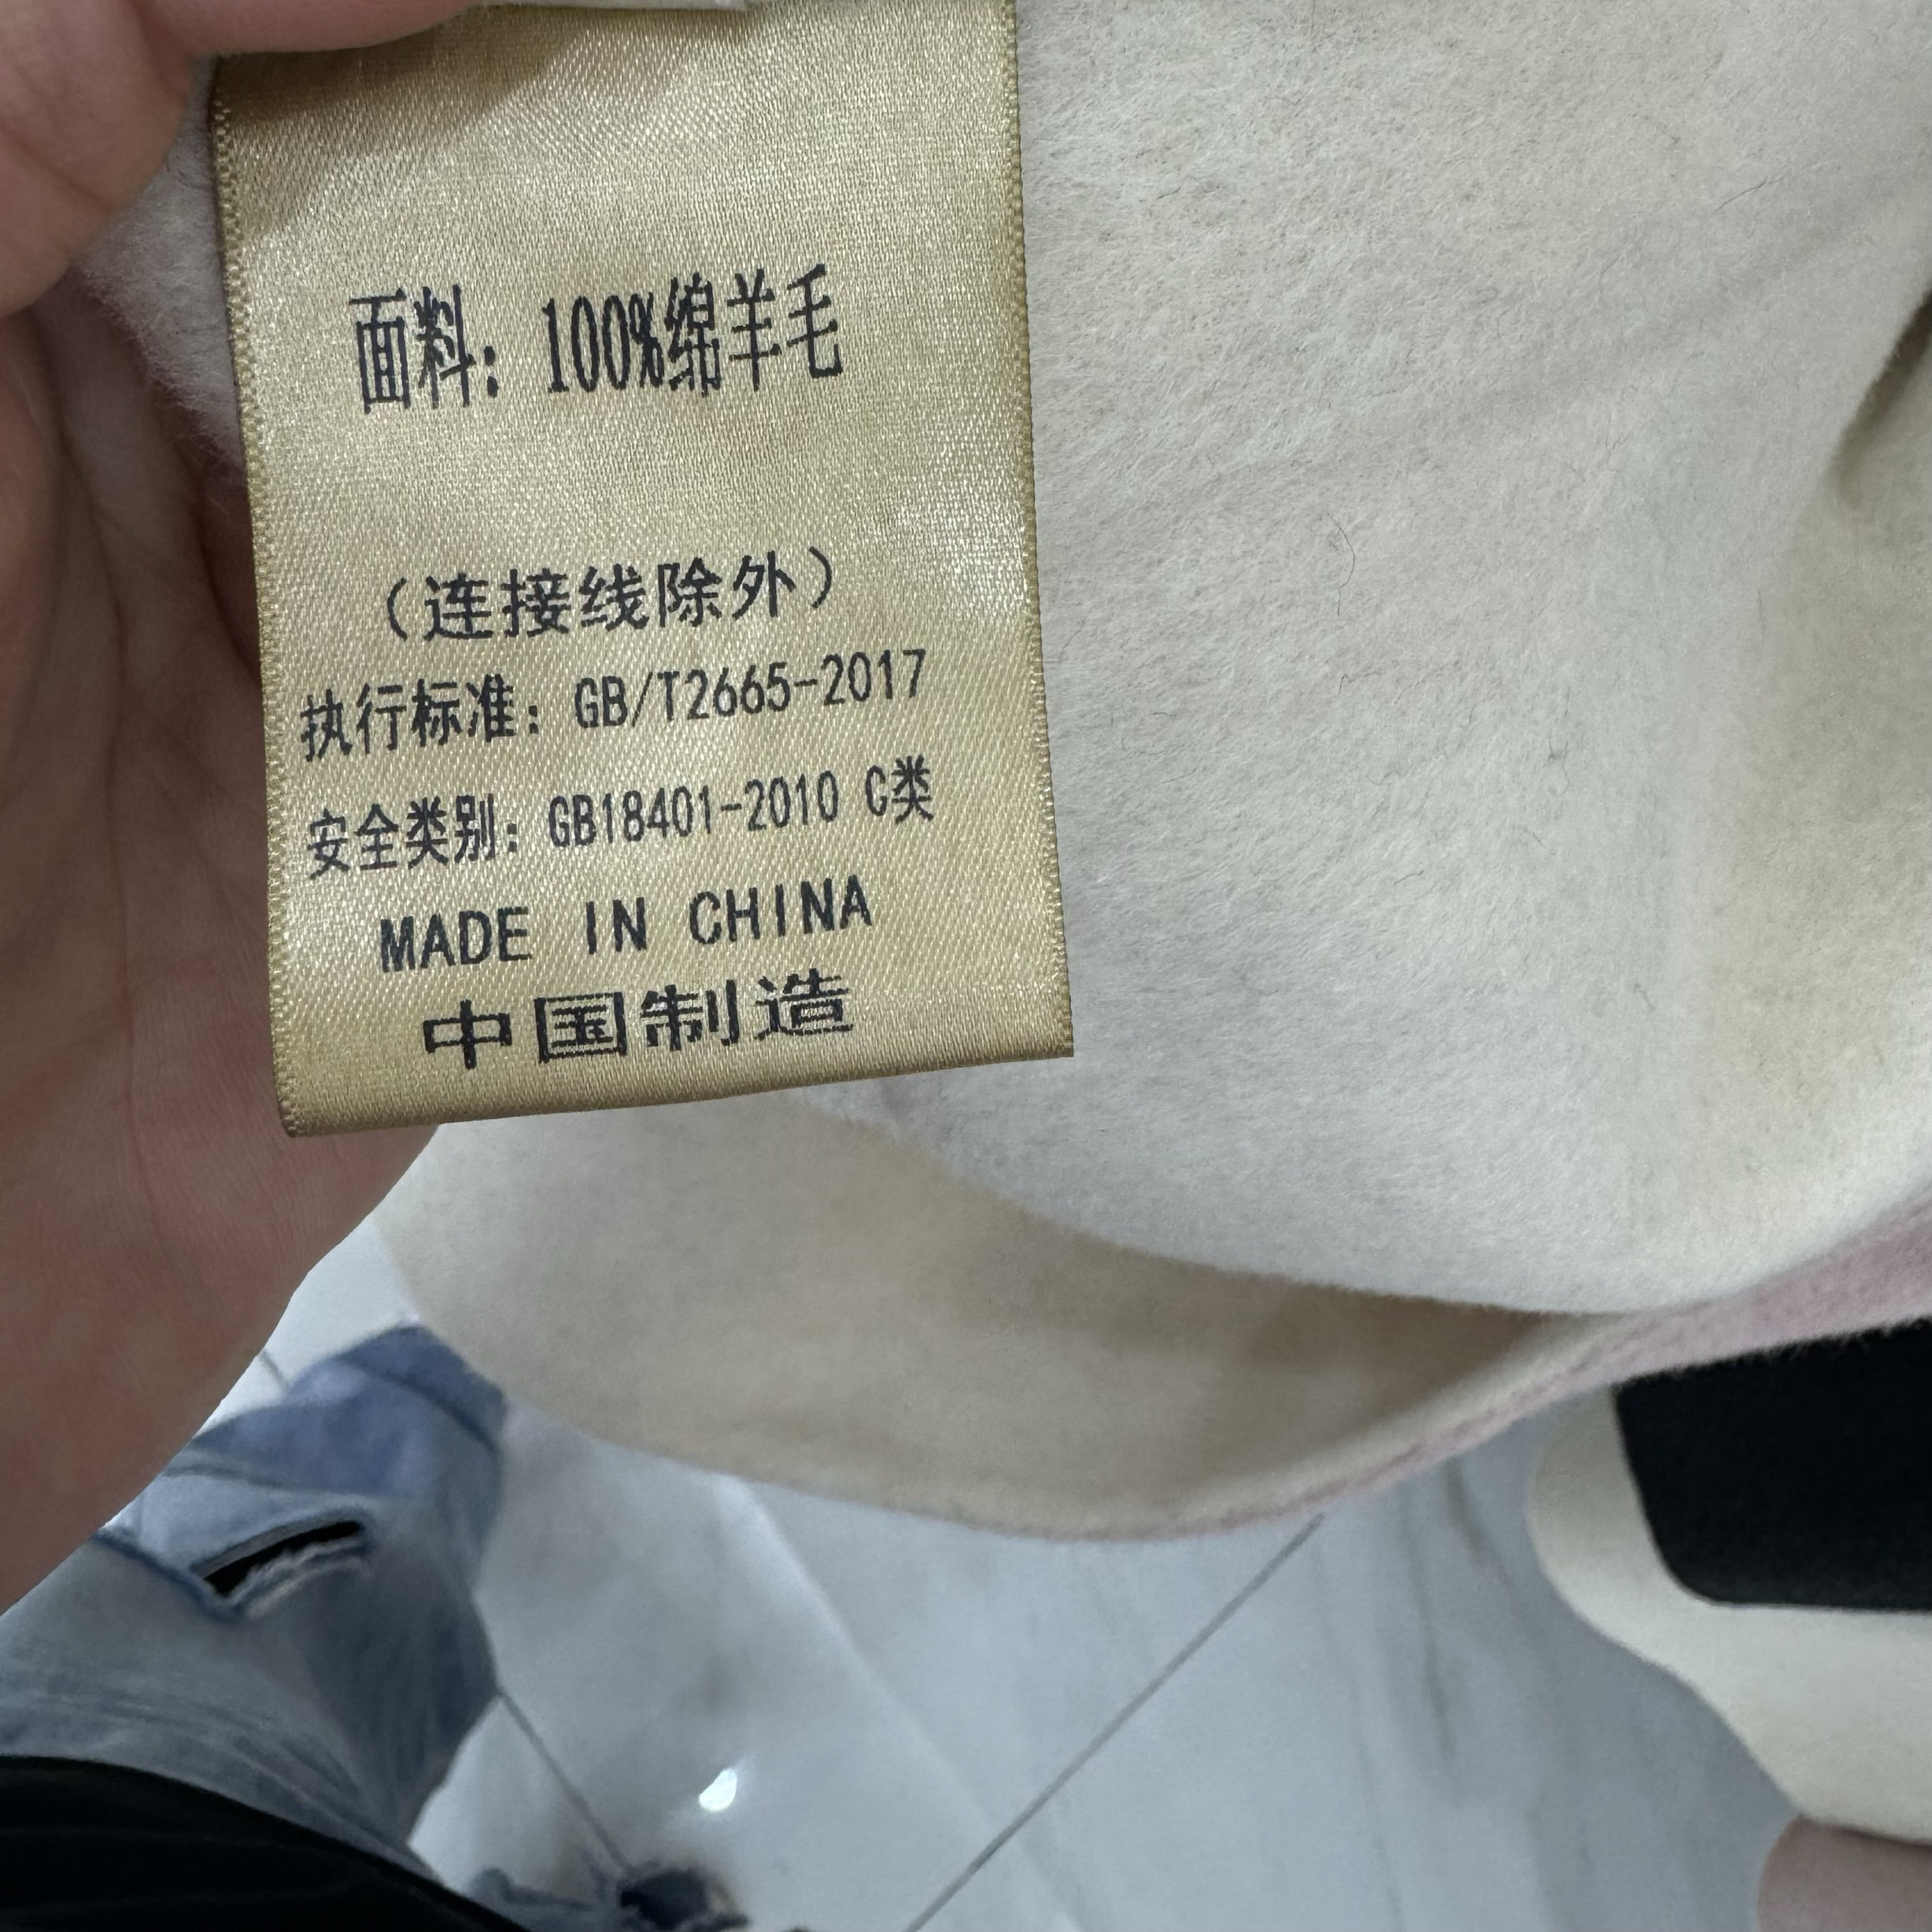 面料：100%绵羊毛
（连接线除外）
执行标准：GB/T2665-2017
安全类别：GB18401-2010 C类
MADE IN CHINA
中国制造